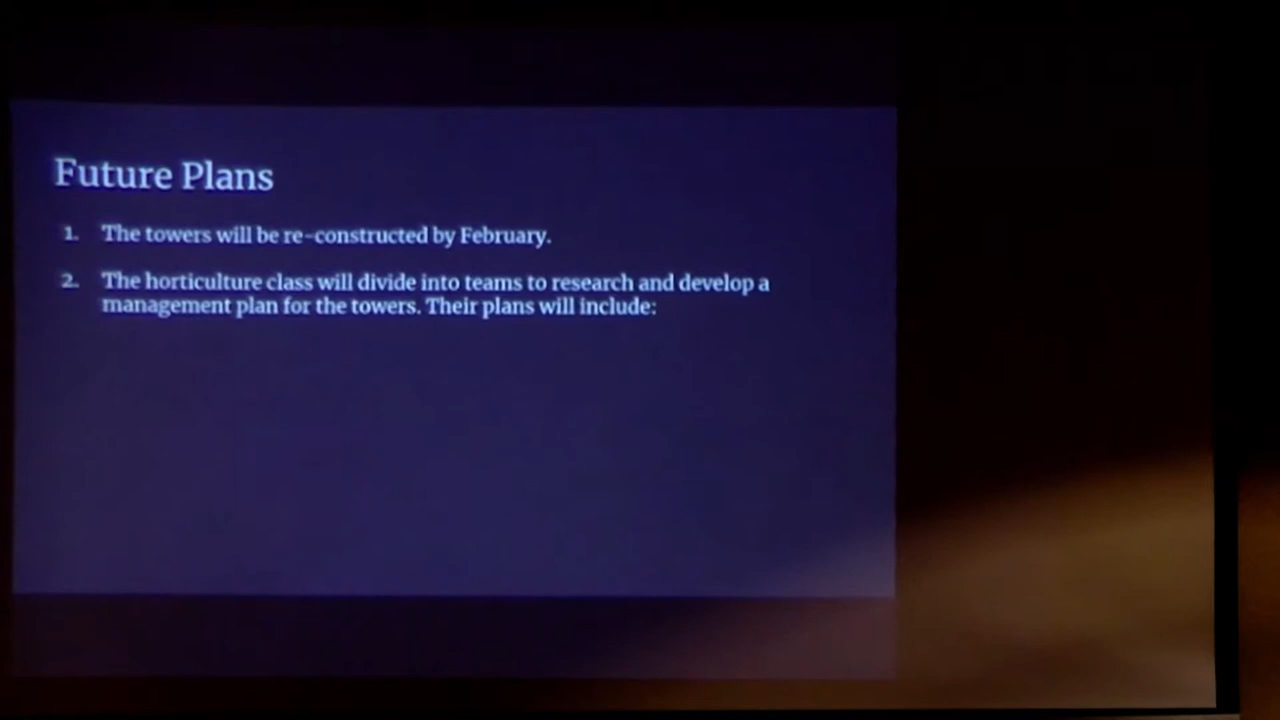 Future Plans
1. The towers will be re-constructed by February.
2. The horticulture class will divide into teams to research and develop a
management plan for the towers. Their plans will include: